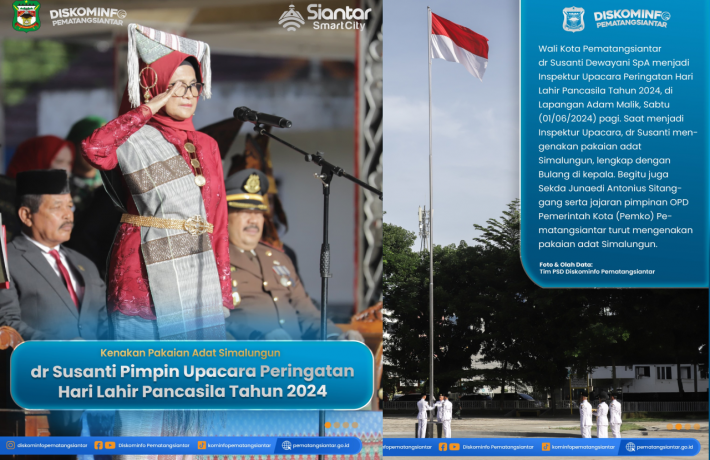 DISKOMINFO
PEMATANGSIANTAR
Siantar
SmartCity
Kenakan Pakaian Adat Simalungun
dr Susanti Pimpin Upacara Peringatan
Hari Lahir Pancasila Tahun 2024
diskominfopematangsiantar
Diskominfo Pematangsiantar
kominfopematangsiantar
pematangsiantar.go.id
DISKOMINFO
PEMATANGSIANTAR
Wali Kota Pematangsiantar
dr Susanti Dewayani SpA menjadi
Inspektur Upacara Peringatan Hari
Lahir Pancasila Tahun 2024, di
Lapangan Adam Malik, Sabtu
(01/06/2024) pagi. Saat menjadi
Inspektur Upacara, dr Susanti men-
genakan pakaian adat
Simalungun, lengkap dengan
Bulang di kepala. Begitu juga
Sekda Junaedi Antonius Sitang-
gang serta jajaran pimpinan OPD
Pemerintah Kota (Pemko) Pe-
matangsiantar turut mengenakan
pakaian adat Simalungun.
Foto & Olah Data:
Tim PSD Diskominfo Pematangsiantar
nfopematangsiantar
Diskominfo Pematangsiantar
kominfopematangsiantar
pematangsiantar.go.id